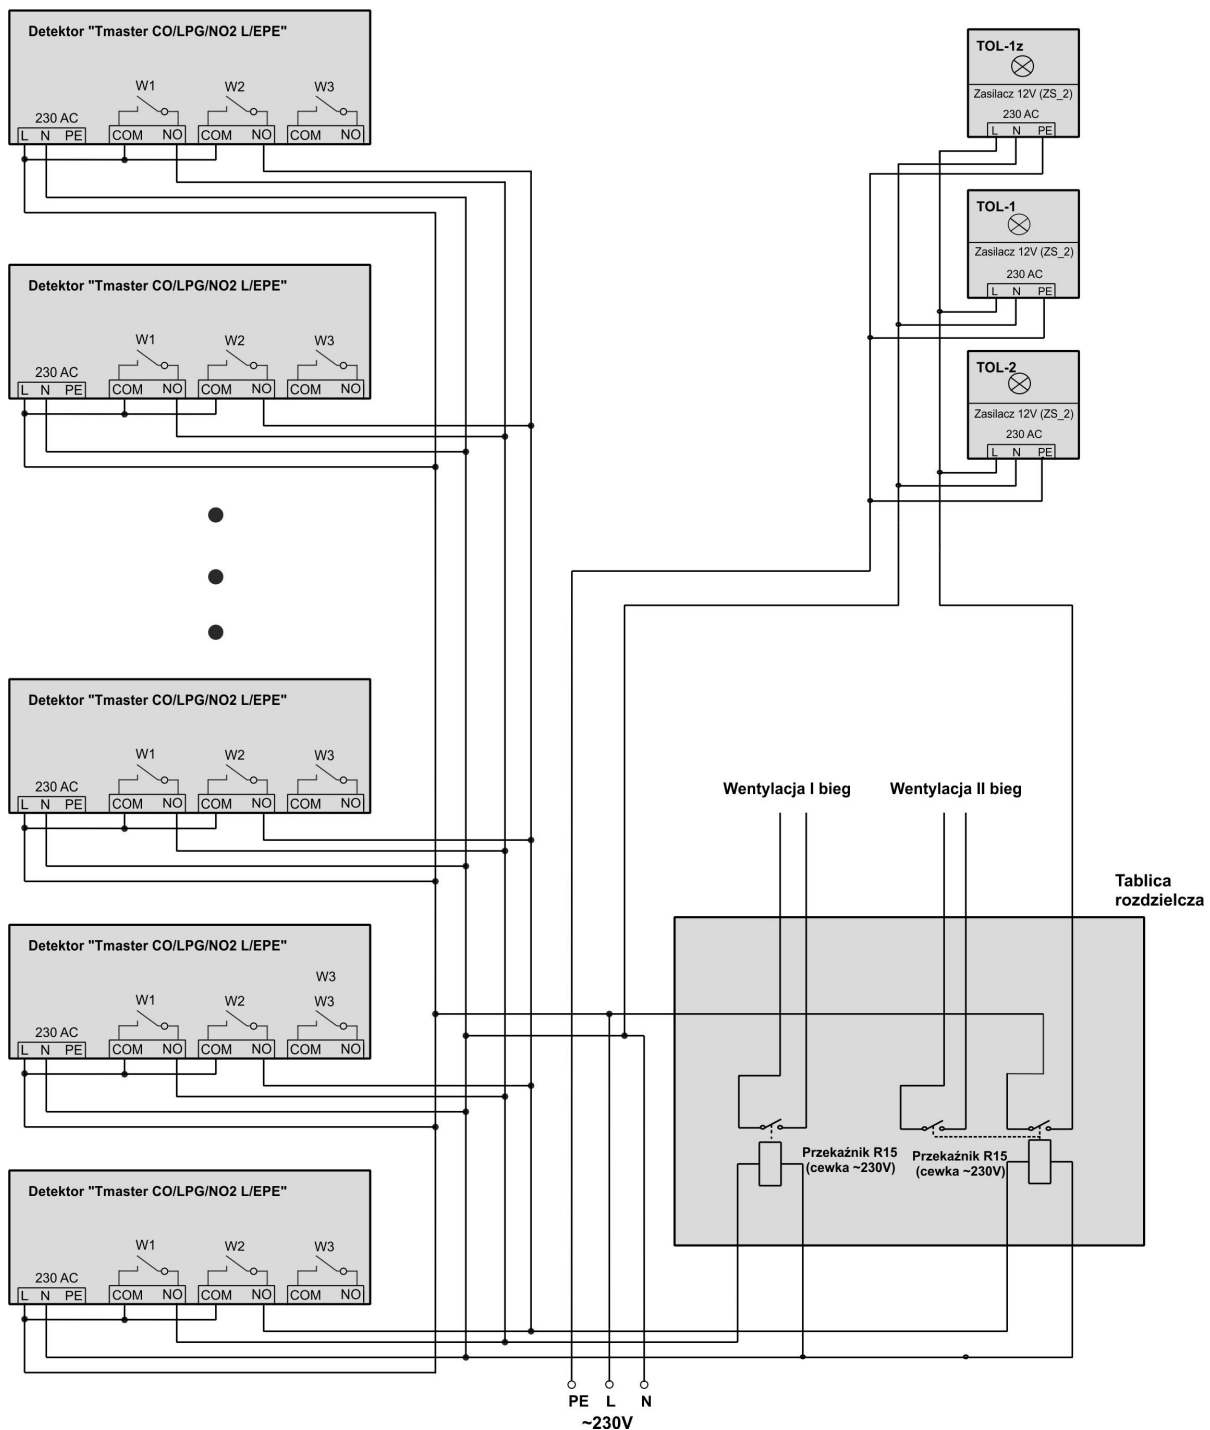 Detektor "Tmaster CO/LPG/NO2 L/EPE"
W1 W2 W3
230 AC
L N PE COM NO COM NO COM NO
Detektor "Tmaster CO/LPG/NO2 L/EPE"
W1 W2 W3
230 AC
L N PE COM NO COM NO COM NO
Detektor "Tmaster CO/LPG/NO2 L/EPE"
W1 W2 W3
230 AC
L N PE COM NO COM NO COM NO
Detektor "Tmaster CO/LPG/NO2 L/EPE"
W3
W1 W2 W3
230 AC
L N PE COM NO COM NO COM NO
Detektor "Tmaster CO/LPG/NO2 L/EPE"
W1 W2 W3
230 AC
L N PE COM NO COM NO COM NO
TOL-1z
Zasilacz 12V (ZS_2)
230 AC
L N PE
TOL-1
Zasilacz 12V (ZS_2)
230 AC
L N PE
TOL-2
Zasilacz 12V (ZS_2)
230 AC
L N PE
Wentylacja I bieg
Wentylacja II bieg
Tablica
rozdzielcza
Przekaźnik R15
(cewka ~230V)
Przekaźnik R15
(cewka ~230V)
PE L N
~230V